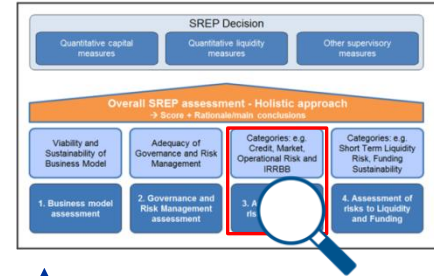 SREP Decision
Quantitative capital
measures
Quantitative liquidity
measures
Other supervisory
measures
Overall SREP assessment - Holistic approach
→ Score + Rationale/main conclusions
Viability and
Sustainability of
Business Model
Adequacy of
Governance and Risk
Management
Categories: e.g.
Credit, Market,
Operational Risk and
IRRBB
Categories: e.g.
Short Term Liquidity
Risk, Funding
Sustainability
1. Business model
assessment
2. Governance and
Risk Management
assessment
3. A
ris
4. Assessment of
risks to Liquidity
and Funding